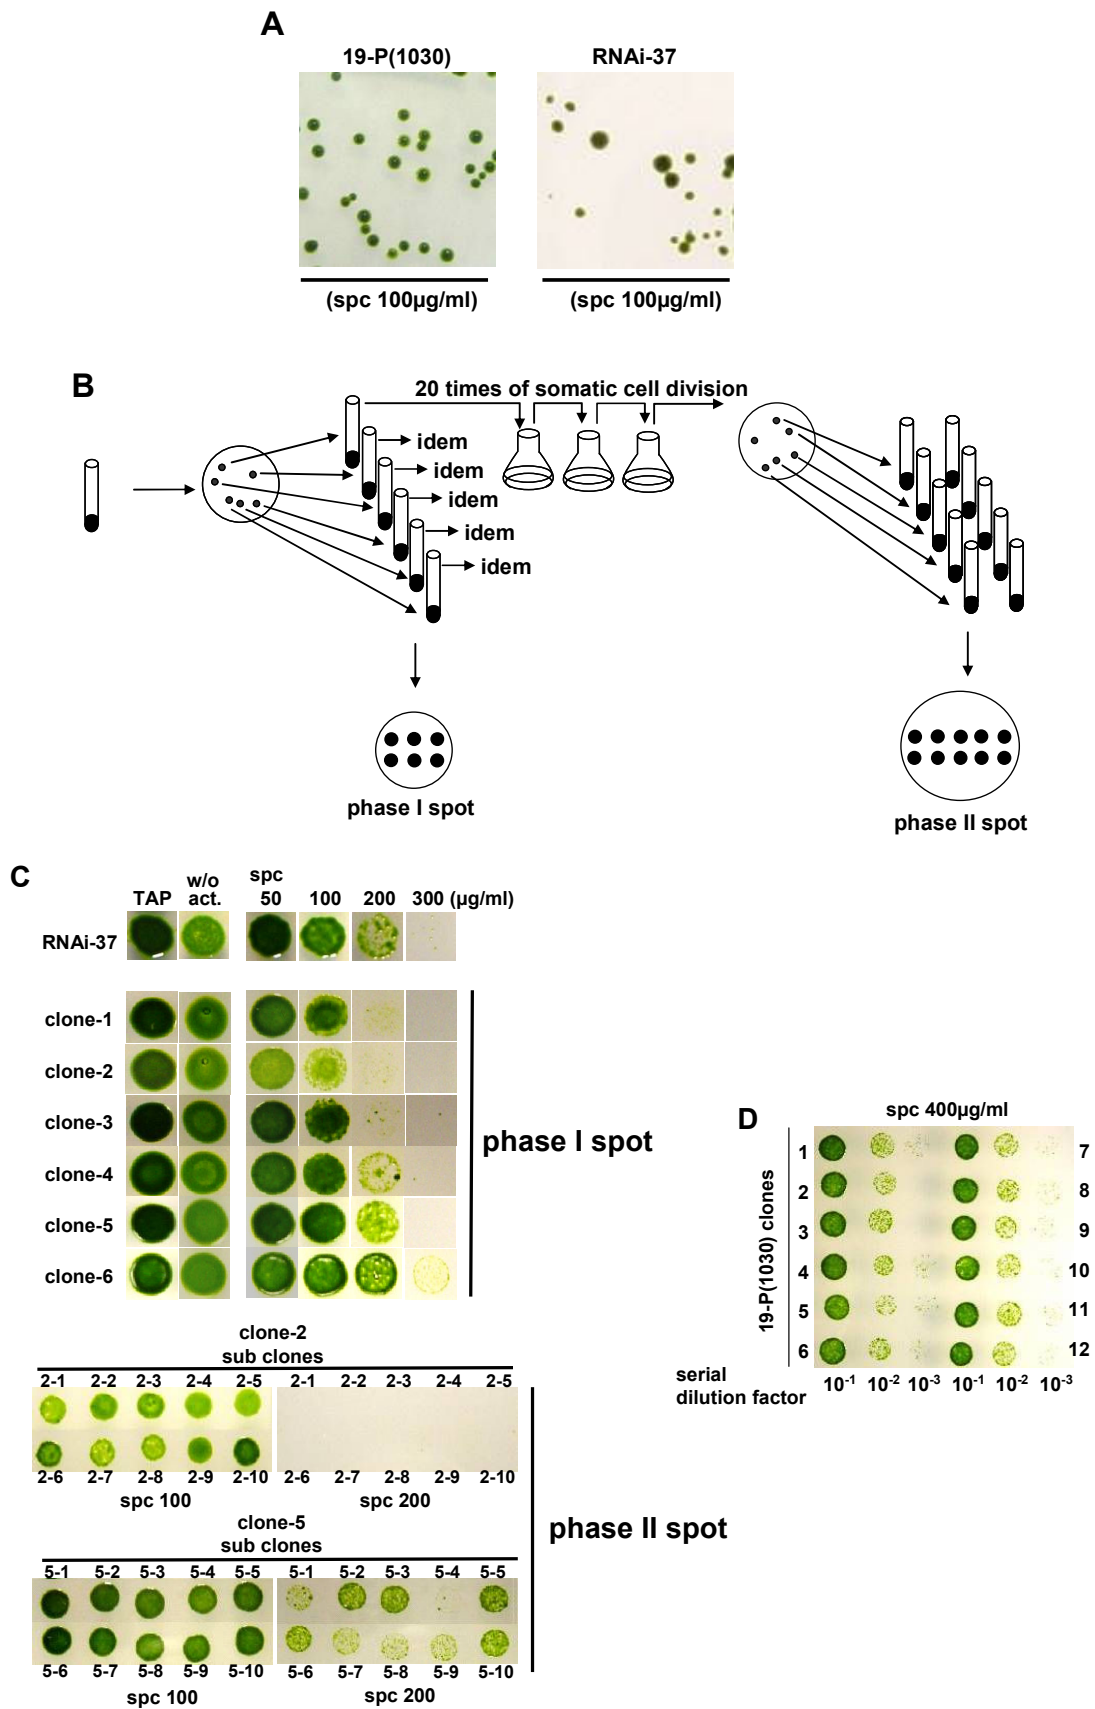 A
19-P(1030)
RNAi-37
(spc 100µg/ml)
(spc 100µg/ml)
B
20 times of somatic cell division
idem
idem
idem
idem
idem
phase I spot
phase II spot
C
TAP
w/o
act.
spc
50
100
200
300 (µg/ml)
RNAi-37
clone-1
clone-2
clone-3
clone-4
clone-5
clone-6
phase I spot
clone-2
sub clones
2-1 2-2 2-3 2-4 2-5 2-1 2-2 2-3 2-4 2-5
2-6 2-7 2-8 2-9 2-10 2-6 2-7 2-8 2-9 2-10
spc 100 spc 200
clone-5
sub clones
5-1 5-2 5-3 5-4 5-5 5-1 5-2 5-3 5-4 5-5
5-6 5-7 5-8 5-9 5-10 5-6 5-7 5-8 5-9 5-10
spc 100 spc 200
phase II spot
D
spc 400µg/ml
19-P(1030) clones
1 7
2 8
3 9
4 10
5 11
6 12
serial
dilution factor
10⁻¹ 10⁻² 10⁻³ 10⁻¹ 10⁻² 10⁻³